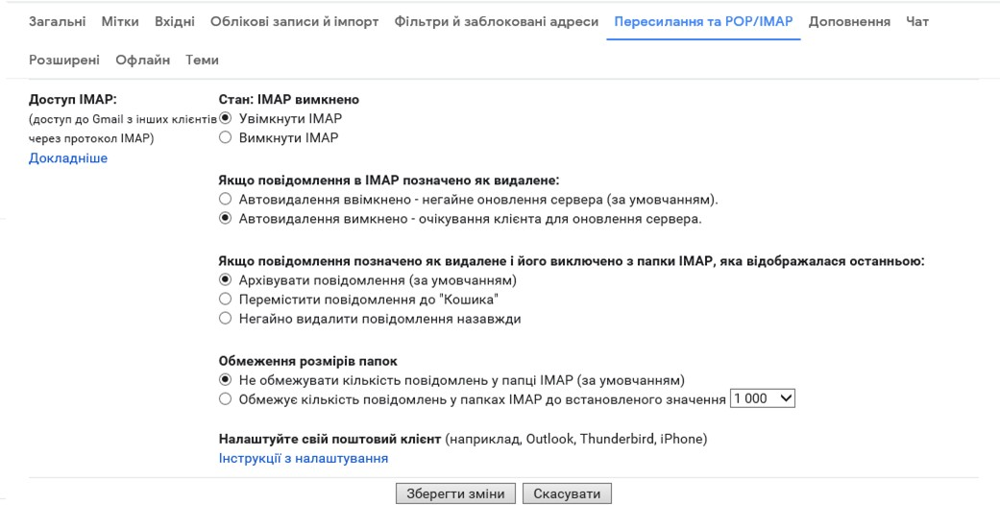 Загальні Мітки Вхідні Облікові записи й імпорт Фільтри й заблоковані адреси Пересилання та POP/IMAP Доповнення Чат
Розширені Офлайн Теми
Доступ IMAP:
(доступ до Gmail з інших клієнтів
через протокол IMAP)
Докладніше
Стан: IMAP вимкнено
Увімкнути IMAP
Вимкнути IMAP
Якщо повідомлення в IMAP позначено як видалене:
Автовидалення ввімкнено - негайне оновлення сервера (за умовчанням).
Автовидалення вимкнено - очікування клієнта для оновлення сервера.
Якщо повідомлення позначено як видалене і його виключено з папки IMAP, яка відображалася останньою:
Архівувати повідомлення (за умовчанням)
Перемістити повідомлення до "Кошика"
Негайно видалити повідомлення назавжди
Обмеження розмірів папок
Не обмежувати кількість повідомлень у папці IMAP (за умовчанням)
Обмежує кількість повідомлень у папках IMAP до встановленого значення 1 000
Налаштуйте свій поштовий клієнт (наприклад, Outlook, Thunderbird, iPhone)
Інструкції з налаштування
Зберегти зміни Скасувати